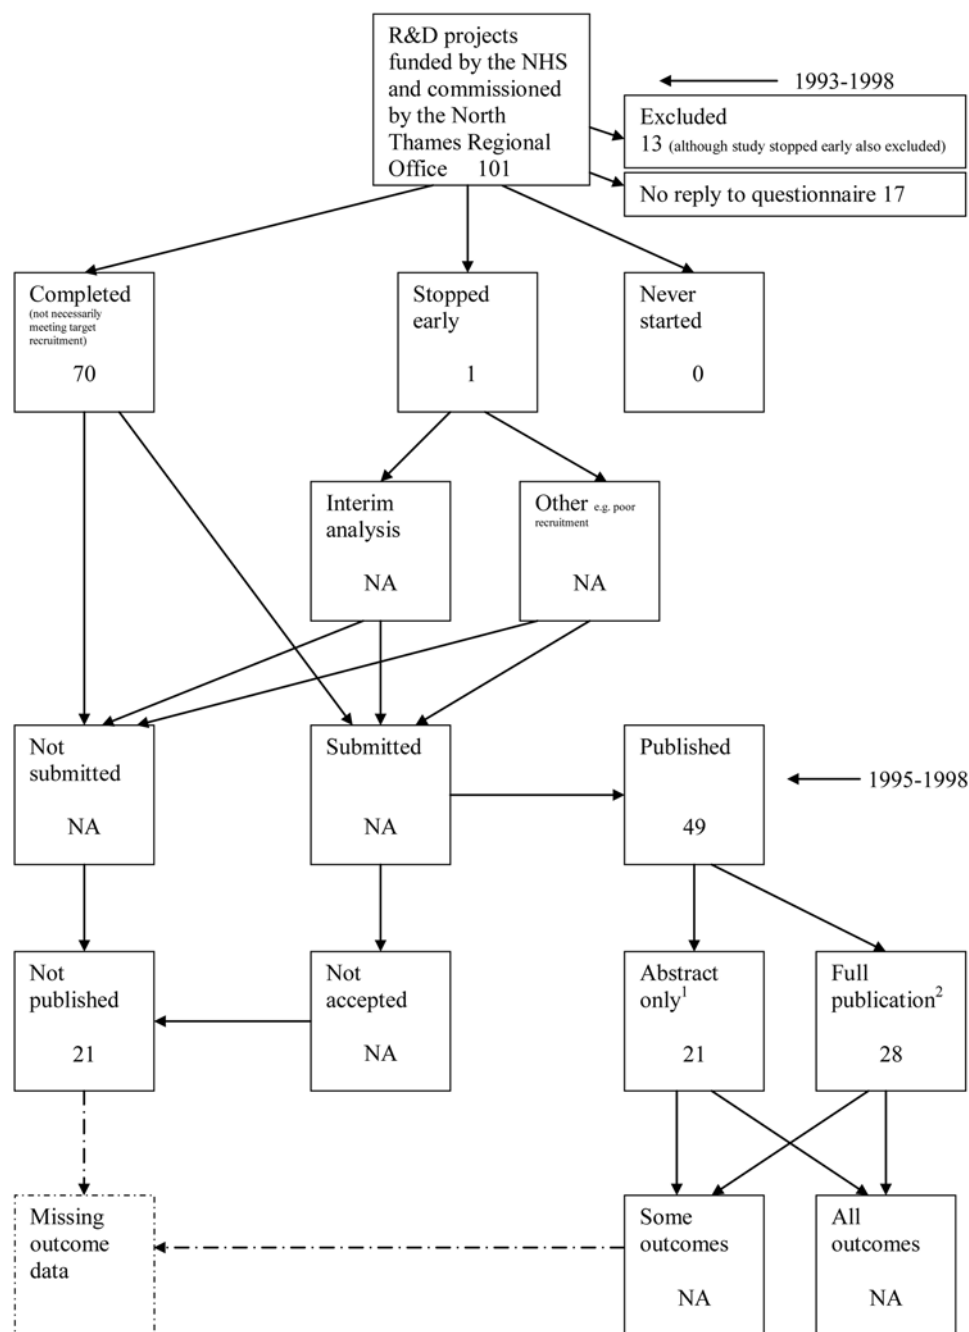 R&D projects
funded by the NHS
and commissioned
by the North
Thames Regional
Office 101
1993-1998
Excluded
13 (although study stopped early also excluded)
No reply to questionnaire 17
Completed
(not necessarily
meeting target
recruitment)
70
Stopped
early
1
Never
started
0
Interim
analysis
NA
Other e.g. poor
recruitment
NA
Not
submitted
NA
Submitted
NA
Published
49
1995-1998
Not
published
21
Not
accepted
NA
Abstract
only1
21
Full
publication2
28
Missing
outcome
data
Some
outcomes
NA
All
outcomes
NA